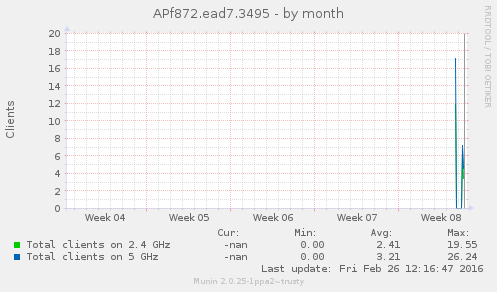 APf872.ead7.3495 - by month
RRDTOOL / TOBI OETIKER
Clients
20
18
16
14
12
10
8
6
4
2
0
Week 04 Week 05 Week 06 Week 07 Week 08
Cur: Min: Avg: Max:
Total clients on 2.4 GHz -nan 0.00 2.41 19.55
Total clients on 5 GHz -nan 0.00 3.21 26.24
Last update: Fri Feb 26 12:16:47 2016
Munin 2.0.25-1ppa2~trusty